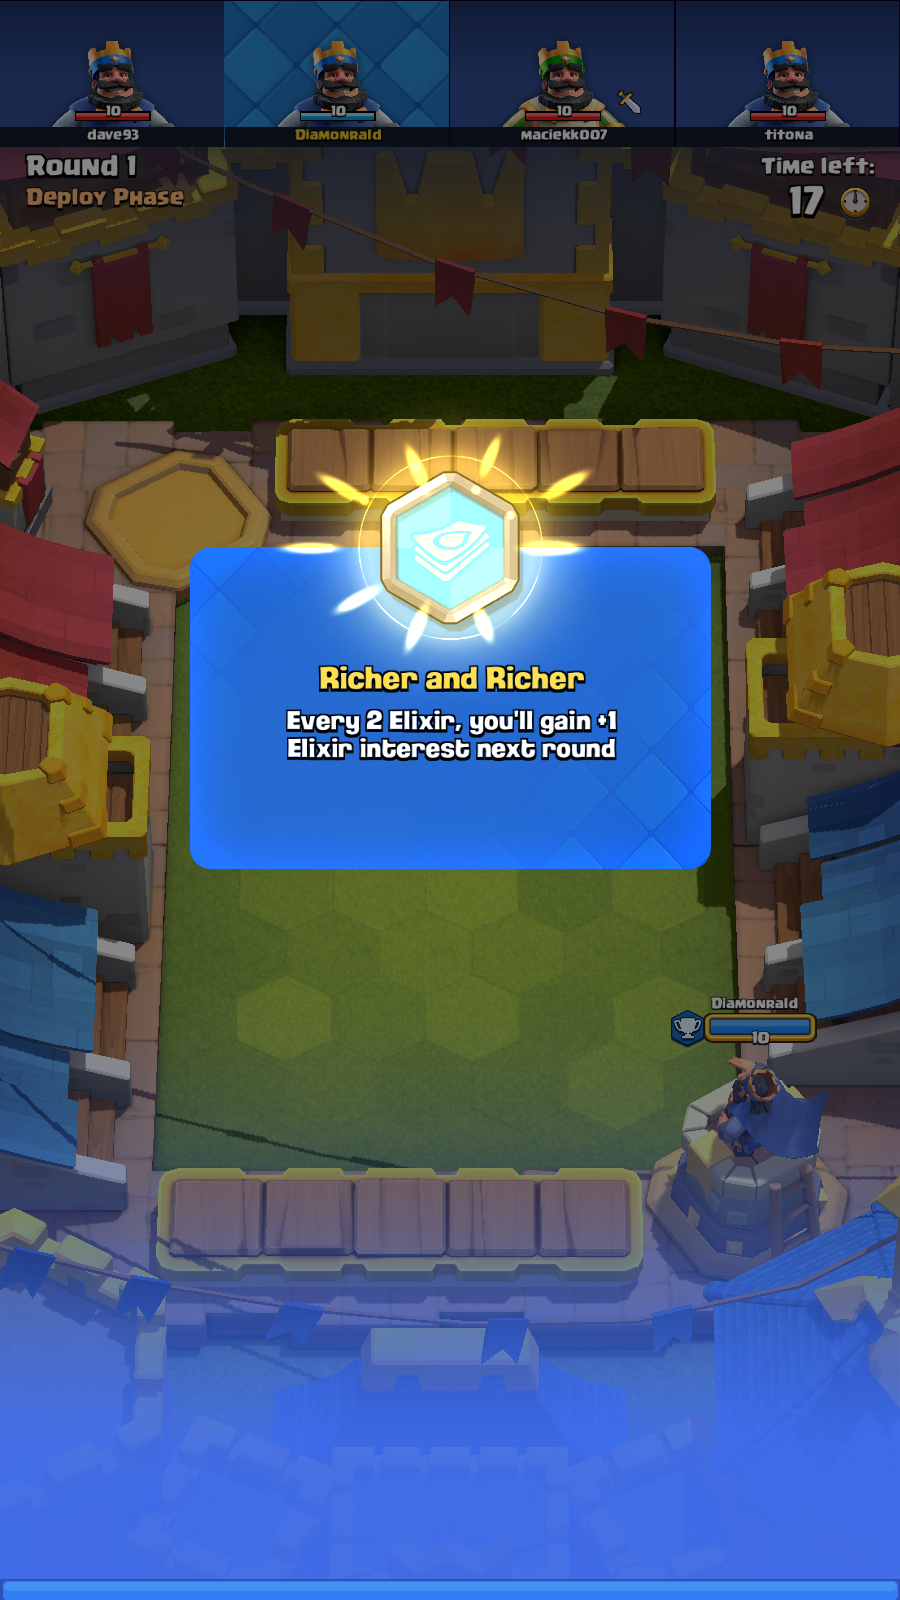 10
10
10
10
dave93
Diamonrald
maciekk007
titona
Round 1
Time left:
Deploy Phase
17
Richer and Richer
Every 2 Elixir, you'll gain +1
Elixir interest next round
Diamonrald
10